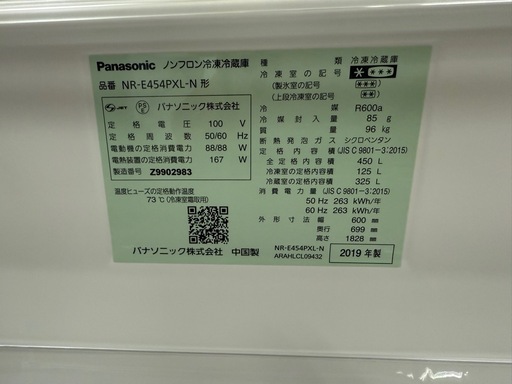 Panasonic ノンフロン冷凍冷蔵庫
品番 NR-E454PXL-N 形
JET PS E パナソニック株式会社
定格電圧 100 V
定格周波数 50/60 Hz
電動機の定格消費電力 88/88 W
電熱装置の定格消費電力 167 W
製造番号 Z9902983
温度ヒューズの定格動作温度
73℃(冷凍室霜取用)
パナソニック株式会社 中国製
種類 冷凍冷蔵庫
冷凍室の記号
(製氷室の記号)
(上段冷凍室の記号)
冷媒 R600a
冷媒封入量 85g
質量 96kg
断熱発泡ガス シクロペンタン
定格内容積 (JIS C 9801-3:2015)
全定格内容積 450L
冷凍室定格内容積 125L
冷蔵室の定格内容積 325L
消費電力量 (JIS C 9801-3:2015)
50 Hz 263 kWh/年
60 Hz 263 kWh/年
外形寸法 幅 600 mm
奥行 699 mm
高さ 1828 mm
NR-E454PXL-N
ARAHLCL09432
2019 年製